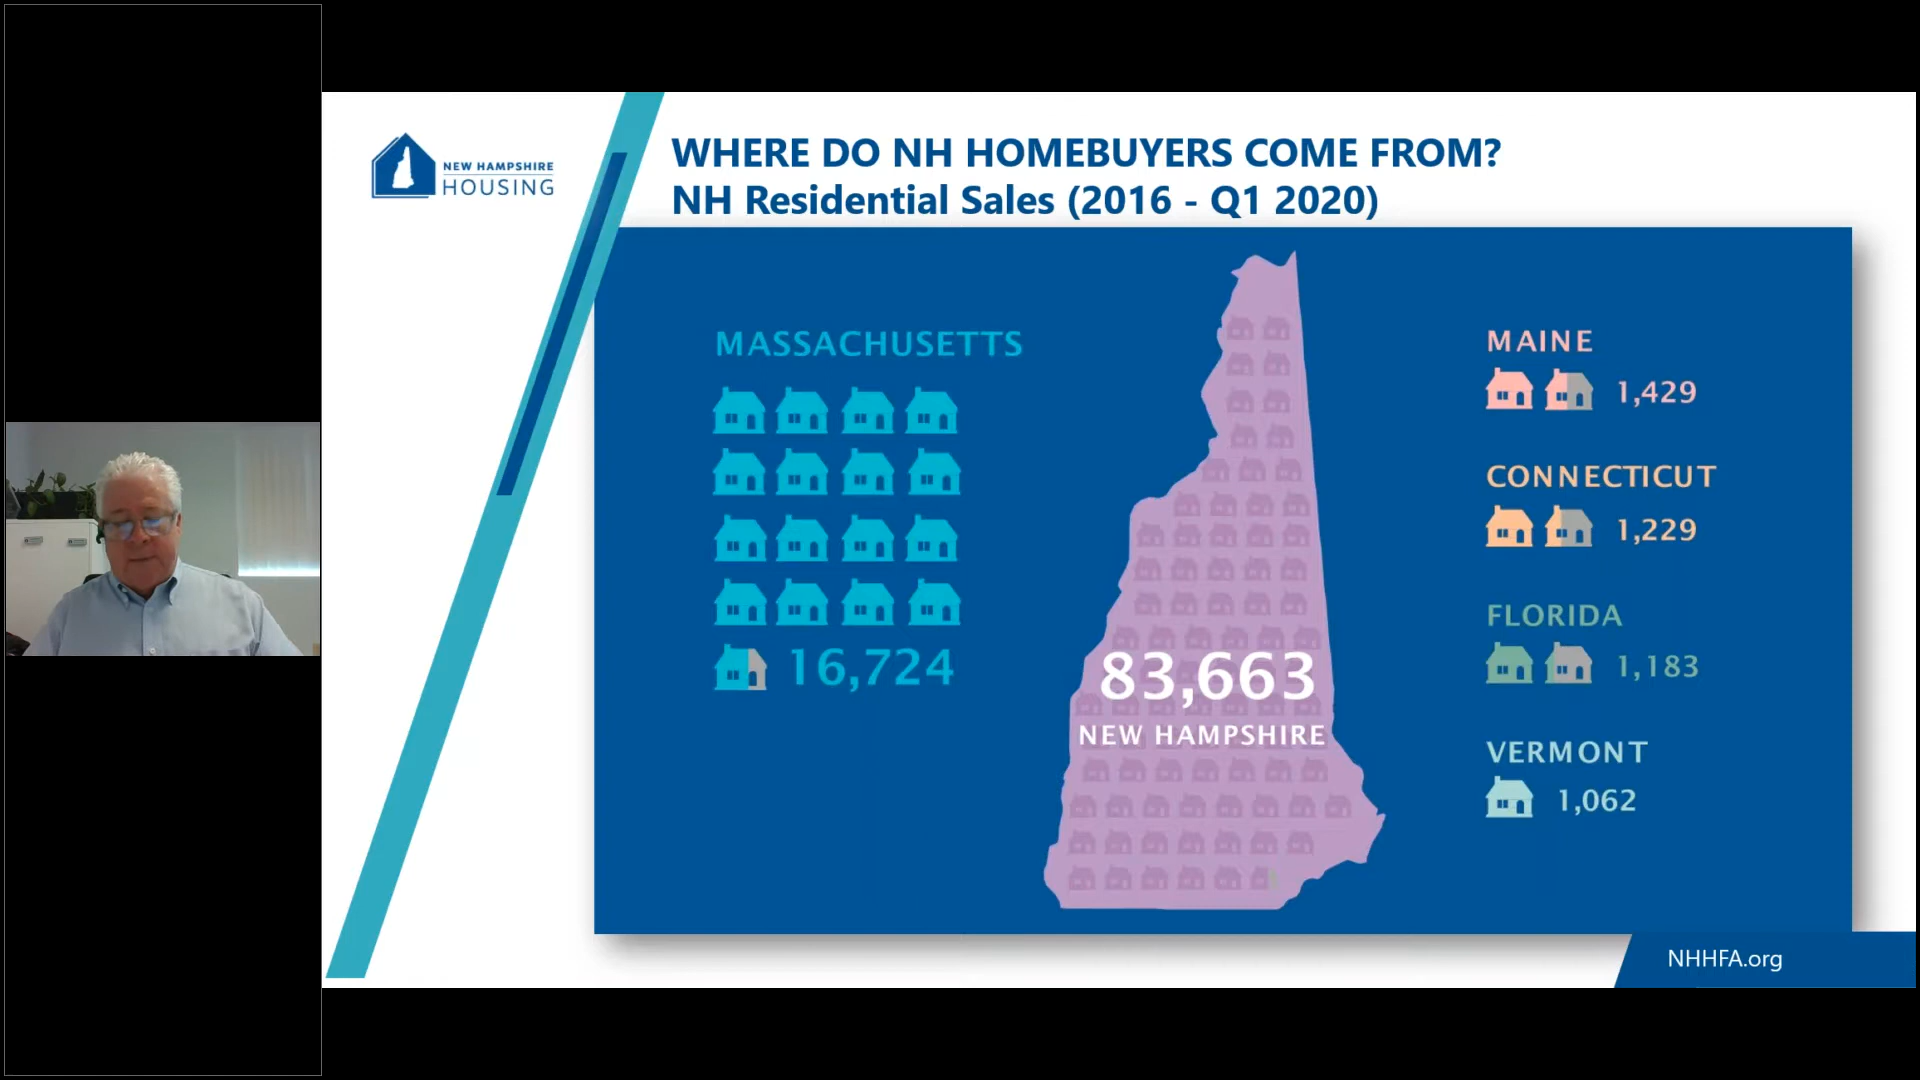 NEW HAMPSHIRE
HOUSING
WHERE DO NH HOMEBUYERS COME FROM?
NH Residential Sales (2016 - Q1 2020)
MASSACHUSETTS
16,724
83,663
NEW HAMPSHIRE
MAINE
1,429
CONNECTICUT
1,229
FLORIDA
1,183
VERMONT
1,062
NHHFA.org